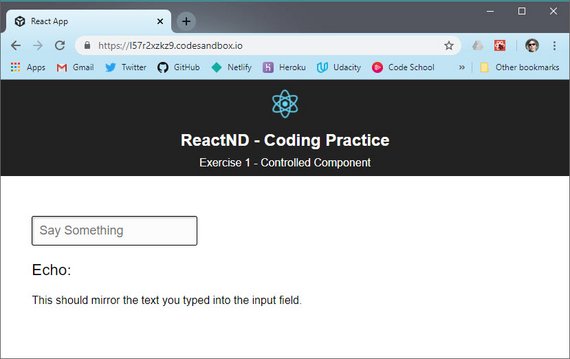 React App
https://l57r2xzkz9.codesandbox.io
Apps Gmail Twitter GitHub Netlify Heroku Udacity Code School » Other bookmarks
ReactND - Coding Practice
Exercise 1 - Controlled Component
Say Something
Echo:
This should mirror the text you typed into the input field.